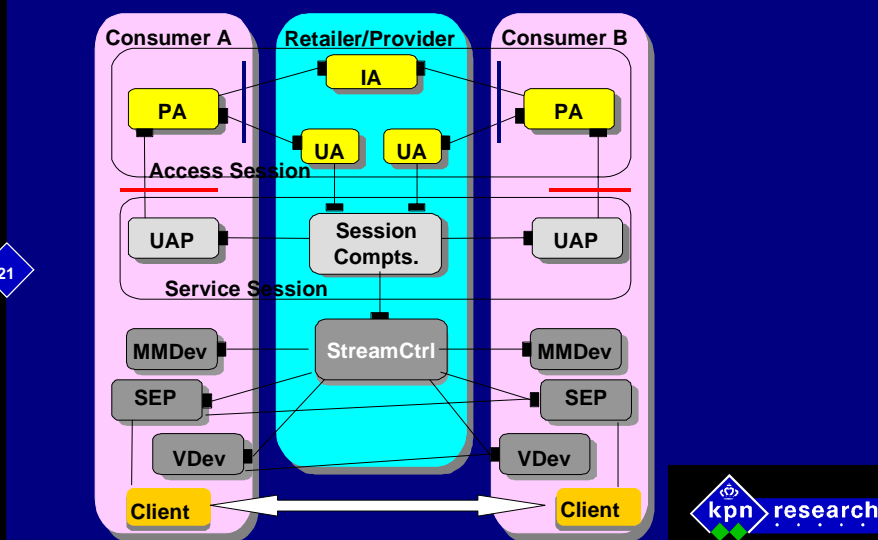 Consumer A
Retailer/Provider
Consumer B
IA
PA
PA
UA
UA
Access Session
UAP
Session
Compts.
UAP
21
Service Session
MMDev
StreamCtrl
MMDev
SEP
SEP
VDev
VDev
Client
Client
kpn research